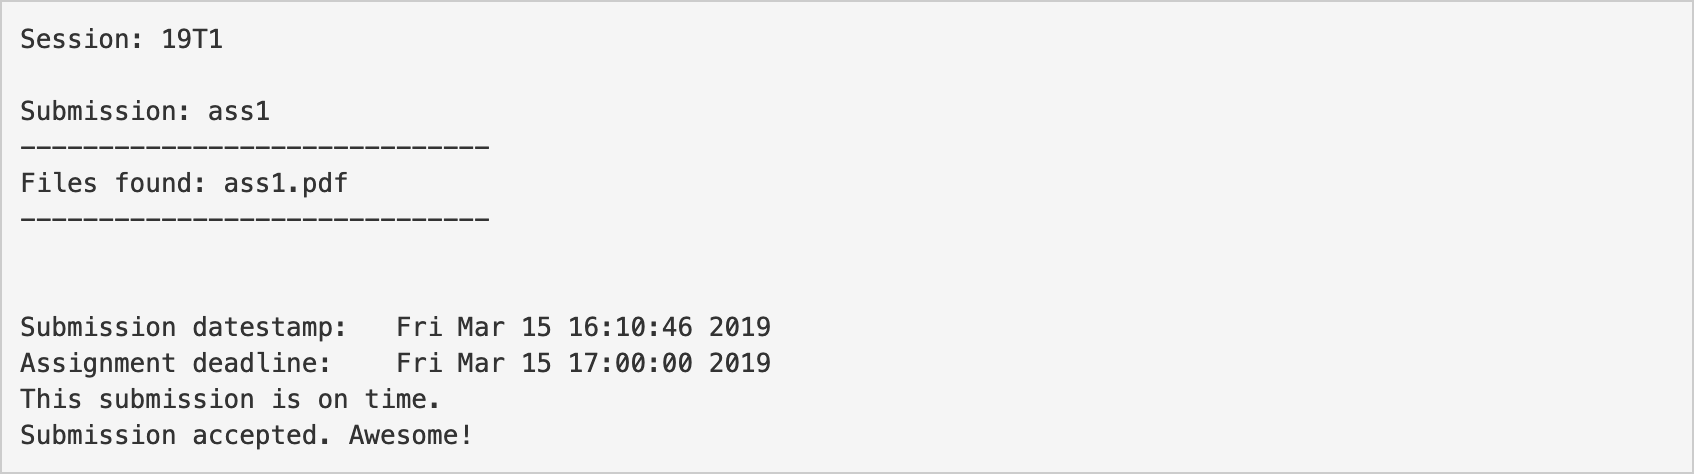 Session: 19T1
Submission: ass1
------------------------------
Files found: ass1.pdf
------------------------------
Submission datestamp:   Fri Mar 15 16:10:46 2019
Assignment deadline:    Fri Mar 15 17:00:00 2019
This submission is on time.
Submission accepted. Awesome!